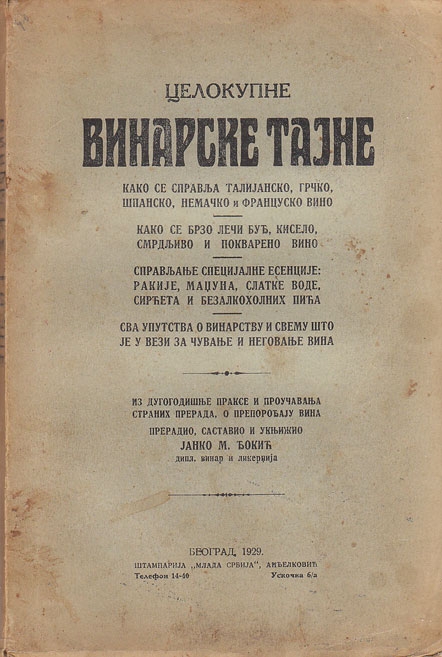 ЦЕЛОКУПНЕ
ВИНАРСКЕ ТАЈНЕ
КАКО СЕ СПРАВЉА ТАЛИЈАНСКО, ГРЧКО,
ШПАНСКО, НЕМАЧКО И ФРАНЦУСКО ВИНО
КАКО СЕ БРЗО ЛЕЧИ БУЂ, КИСЕЛО,
СМРДЉИВО И ПОКВАРЕНО ВИНО
СПРАВЉАЊЕ СПЕЦИЈАЛНЕ ЕСЕНЦИЈЕ:
РАКИЈЕ, МАЏУНА, СЛАТКЕ ВОДЕ,
СИРЋЕТА И БЕЗАЛКОХОЛНИХ ПИЋА
СВА УПУТСТВА О ВИНАРСТВУ И СВЕМУ ШТО
ЈЕ У ВЕЗИ ЗА ЧУВАЊЕ И НЕГОВАЊЕ ВИНА
ИЗ ДУГОГОДИШЊЕ ПРАКСЕ И ПРОУЧАВАЊА
СТРАНИХ ПРЕРАДА, О ПРЕПОРОЂАЈУ ВИНА
ПРЕРАДИО, САСТАВИО И УКЊИЖИО
ЈАНКО М. ЂОКИЋ
дипл. винар и ликерџија
БЕОГРАД, 1929.
ШТАМПАРИЈА „МЛАДА СРБИЈА", АНЂЕЛКОВИЋ
Телефон 14-40 Ускочка 6/а